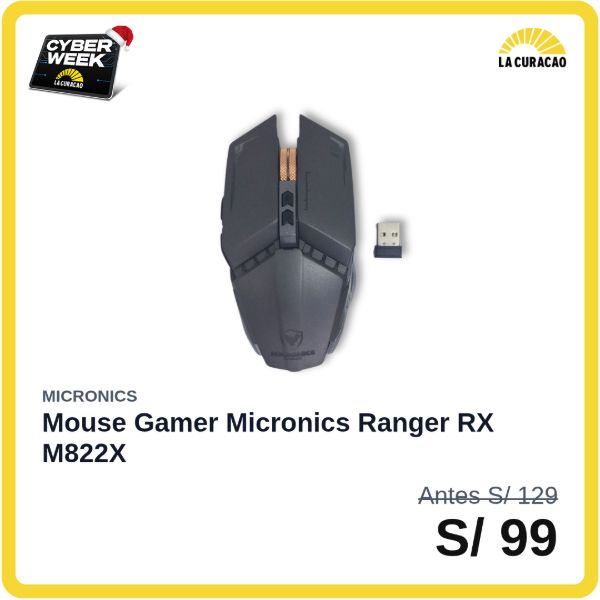 CYBER
WEEK
LA CURACAO
LA CURACAO
MICRONICS
Mouse Gamer Micronics Ranger RX
M822X
Antes S/ 129
S/ 99